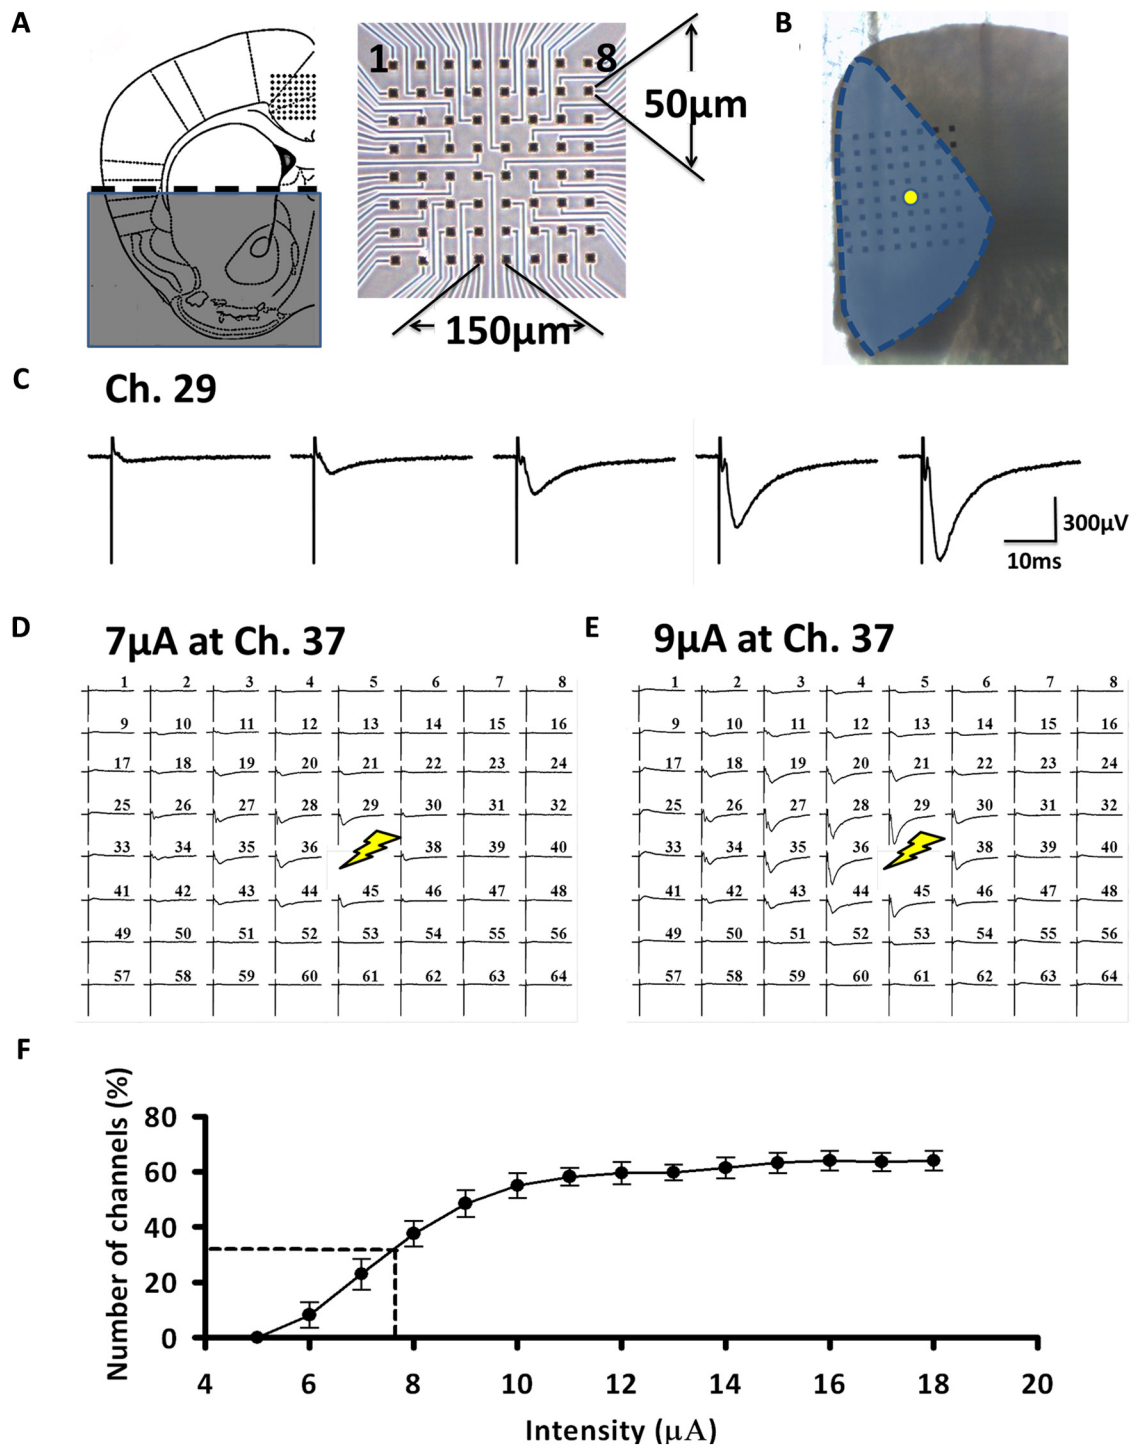 A
1 8
50μm
150μm
B
C
Ch. 29
300μV
10ms
D
7μA at Ch. 37
1 2 3 4 5 6 7 8
9 10 11 12 13 14 15 16
17 18 19 20 21 22 23 24
25 26 27 28 29 30 31 32
33 34 35 36 38 39 40
41 42 43 44 45 46 47 48
49 50 51 52 53 54 55 56
57 58 59 60 61 62 63 64
E
9μA at Ch. 37
1 2 3 4 5 6 7 8
9 10 11 12 13 14 15 16
17 18 19 20 21 22 23 24
25 26 27 28 29 30 31 32
33 34 35 36 38 39 40
41 42 43 44 45 46 47 48
49 50 51 52 53 54 55 56
57 58 59 60 61 62 63 64
F
Number of channels (%)
80
60
40
20
0
4 6 8 10 12 14 16 18 20
Intensity (μA)